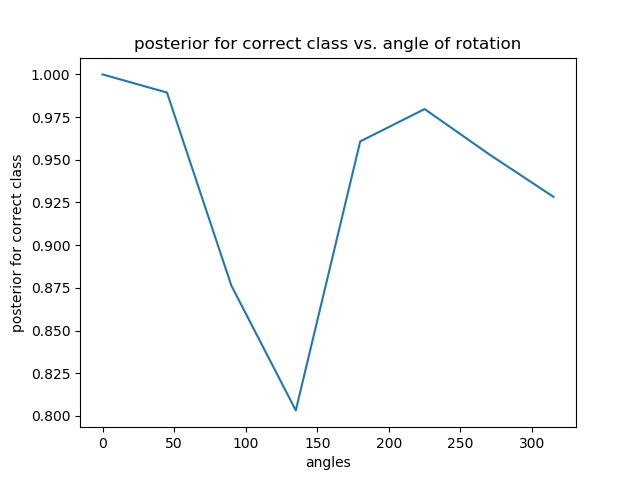 posterior for correct class vs. angle of rotation
posterior for correct class
1.000
0.975
0.950
0.925
0.900
0.875
0.850
0.825
0.800
0 50 100 150 200 250 300
angles